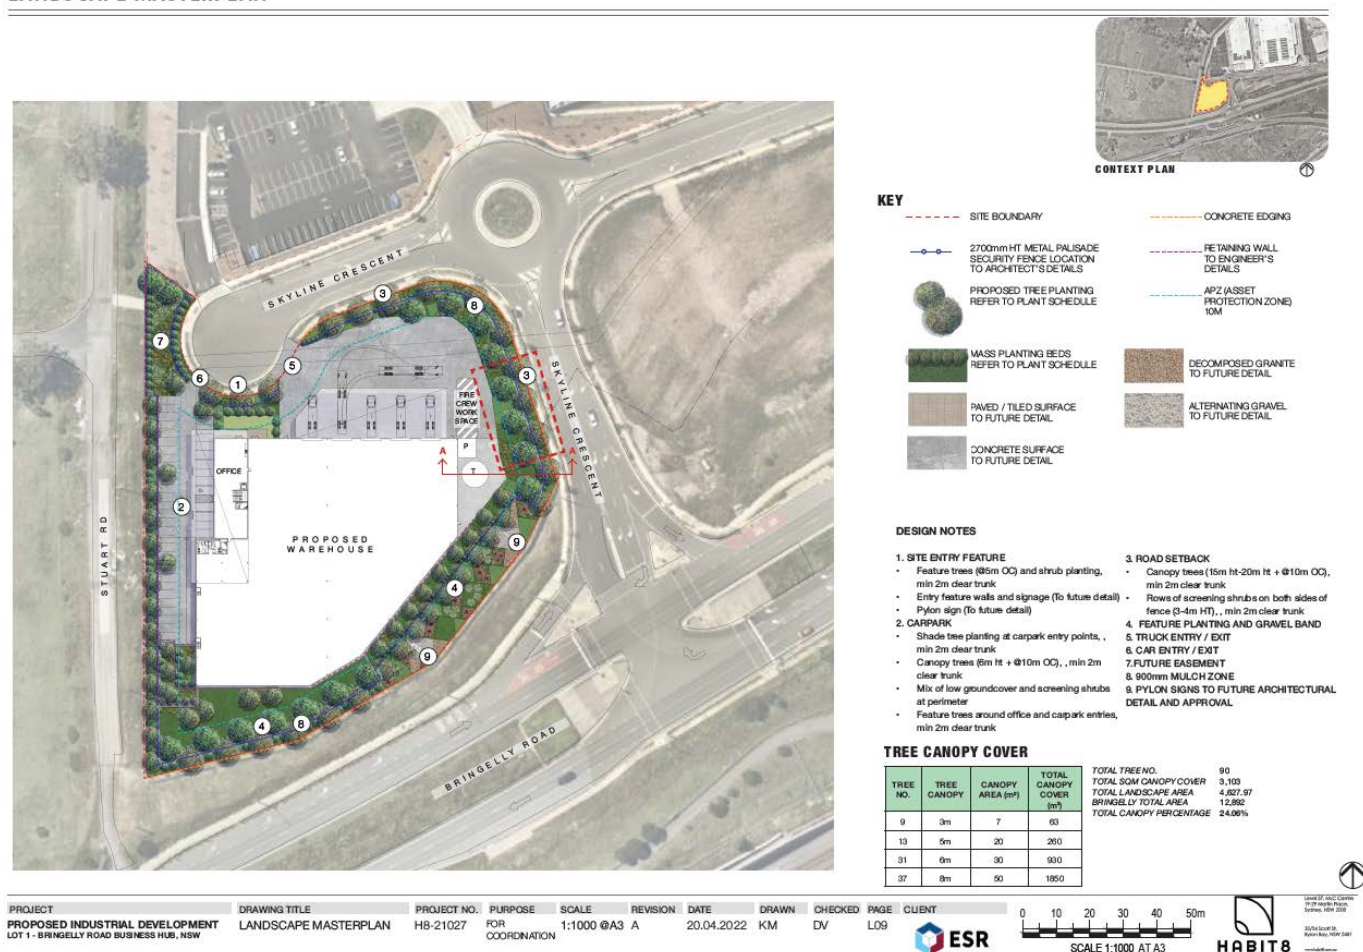 LANDSCAPE MASTERPLAN
CONTEXT PLAN
KEY
SITE BOUNDARY
2700mm HT METAL PALISADE
SECURITY FENCE LOCATION
TO ARCHITECT'S DETAILS
PROPOSED TREE PLANTING
REFER TO PLANT SCHEDULE
MASS PLANTING BEDS
REFER TO PLANT SCHEDULE
PAVED / TILED SURFACE
TO FUTURE DETAIL
CONCRETE SURFACE
TO FUTURE DETAIL
CONCRETE EDGING
RETAINING WALL
TO ENGINEER'S
DETAILS
APZ (ASSET
PROTECTION ZONE)
10M
DECOMPOSED GRANITE
TO FUTURE DETAIL
ALTERNATING GRAVEL
TO FUTURE DETAIL
SKYLINE CRESCENT
3
8
7
5
6
1
3
SKYLINE CRESCENT
FIRE
CREW
WORK
SPACE
P
A
A
T
OFFICE
2
PROPOSED
WAREHOUSE
STUART RD
9
4
9
4
8
BRINGELLY ROAD
DESIGN NOTES
1. SITE ENTRY FEATURE
• Feature trees (@5m OC) and shrub planting,
min 2m clear trunk
• Entry feature walls and signage (To future detail)
• Pylon sign (To future detail)
2. CARPARK
• Shade tree planting at carpark entry points, ,
min 2m clear trunk
• Canopy trees (6m ht + @10m OC), , min 2m
clear trunk
• Mix of low groundcover and screening shrubs
at perimeter
• Feature trees around office and carpark entries,
min 2m clear trunk
3. ROAD SETBACK
• Canopy trees (15m ht-20m ht + @10m OC),
min 2m clear trunk
• Rows of screening shrubs on both sides of
fence (3-4m HT), , min 2m clear trunk
4. FEATURE PLANTING AND GRAVEL BAND
5. TRUCK ENTRY / EXIT
6. CAR ENTRY / EXIT
7.FUTURE EASEMENT
8. 900mm MULCH ZONE
9. PYLON SIGNS TO FUTURE ARCHITECTURAL
DETAIL AND APPROVAL
TREE CANOPY COVER
TREE NO. TREE CANOPY CANOPY AREA (m²) TOTAL CANOPY COVER (m²)
9 3m 7 63
13 5m 20 260
31 6m 30 930
37 8m 50 1850
TOTAL TREE NO. 90
TOTAL SQM CANOPY COVER 3,103
TOTAL LANDSCAPE AREA 4,627.97
BRINGELLY TOTAL AREA 12,892
TOTAL CANOPY PERCENTAGE 24.06%
PROJECT DRAWING TITLE PROJECT NO. PURPOSE SCALE REVISION DATE DRAWN CHECKED PAGE CLIENT
PROPOSED INDUSTRIAL DEVELOPMENT LANDSCAPE MASTERPLAN H8-21027 FOR 1:1000 @A3 A 20.04.2022 KM DV L09
LOT 1 - BRINGELLY ROAD BUSINESS HUB, NSW COORDINATION
ESR
0 10 20 30 40 50m
SCALE 1:1000 AT A3
HABIT8